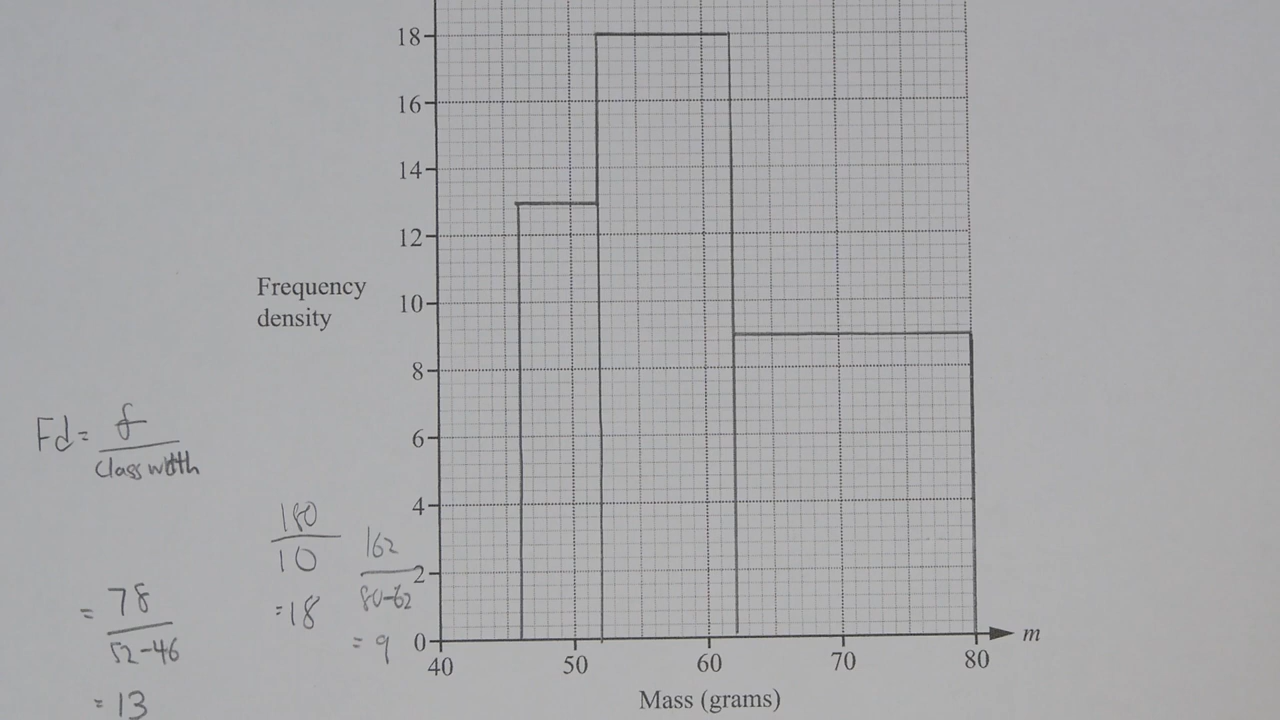 18
16
14
12
10
8
6
4
2
0
Frequency
density
40 50 60 70 80
m
Mass (grams)
Fd = f
class width
= 78
52-46
= 13
180
10
=18
162
80-62
= 9